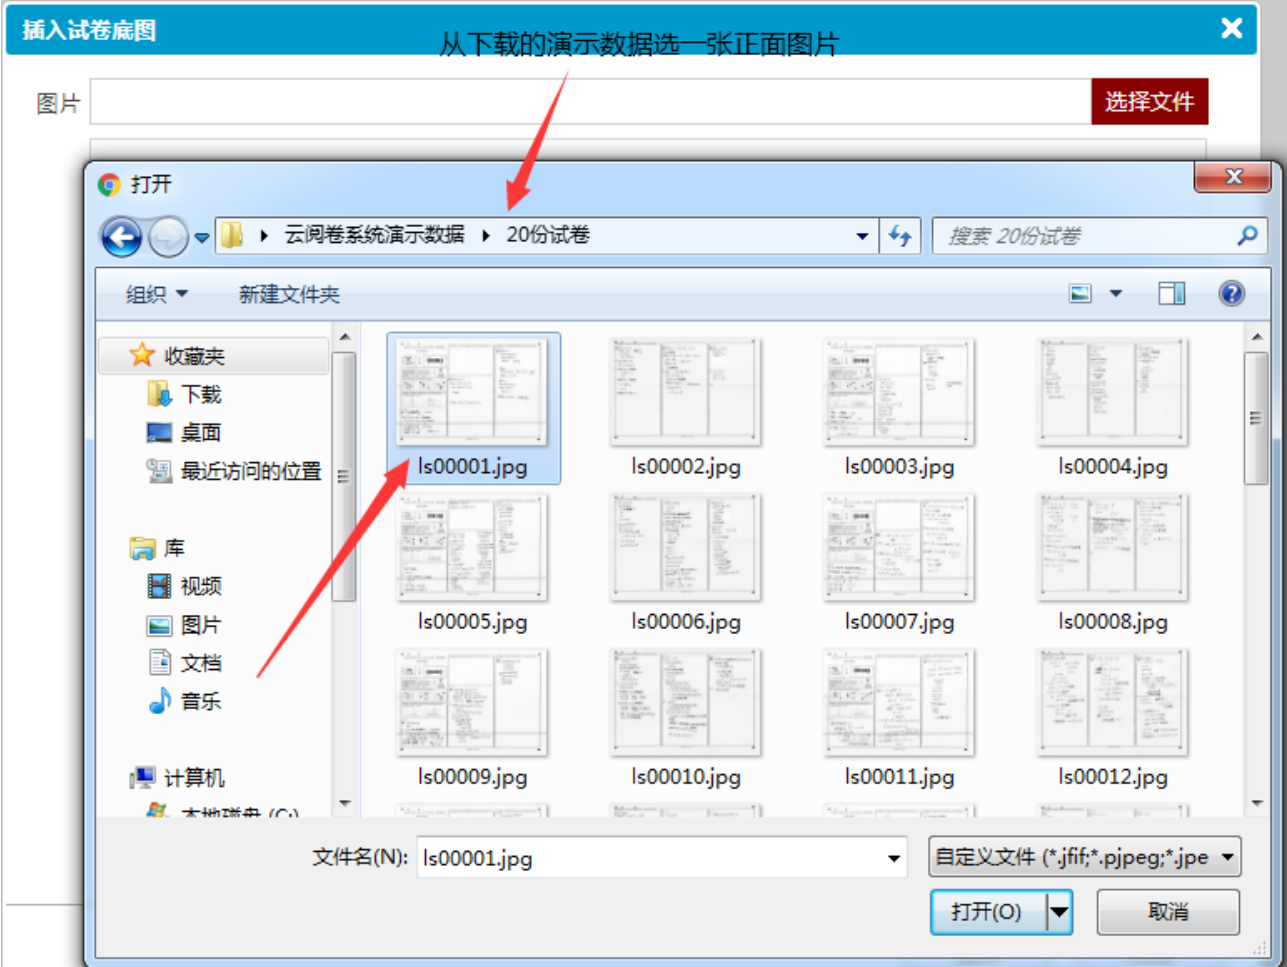 插入试卷底图
从下载的演示数据选一张正面图片
图片
选择文件
打开
云阅卷系统演示数据
20份试卷
搜索 20份试卷
组织
新建文件夹
收藏夹
下载
桌面
最近访问的位置
库
视频
图片
文档
音乐
计算机
本地磁盘 (C:)
ls00001.jpg
ls00002.jpg
ls00003.jpg
ls00004.jpg
ls00005.jpg
ls00006.jpg
ls00007.jpg
ls00008.jpg
ls00009.jpg
ls00010.jpg
ls00011.jpg
ls00012.jpg
文件名(N):
ls00001.jpg
自定义文件 (*.jfif;*.pjpeg;*.jpe
打开(O)
取消